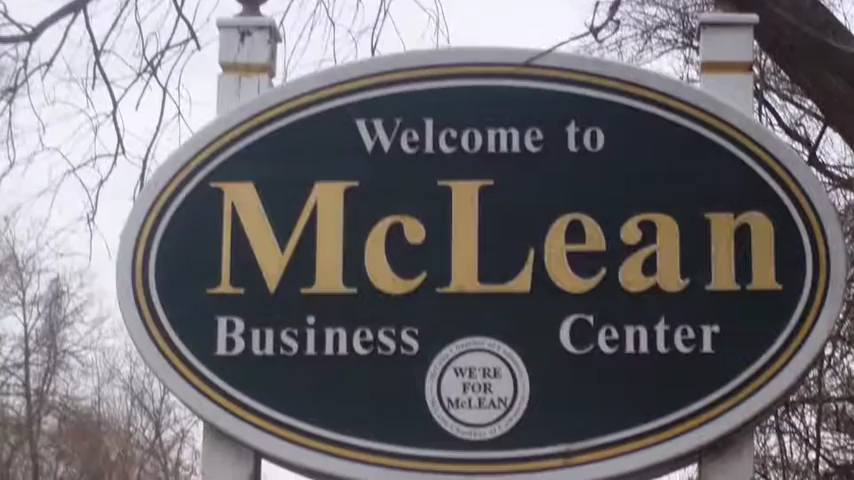 Welcome to
McLean
Business Center
WE'RE
FOR
McLEAN